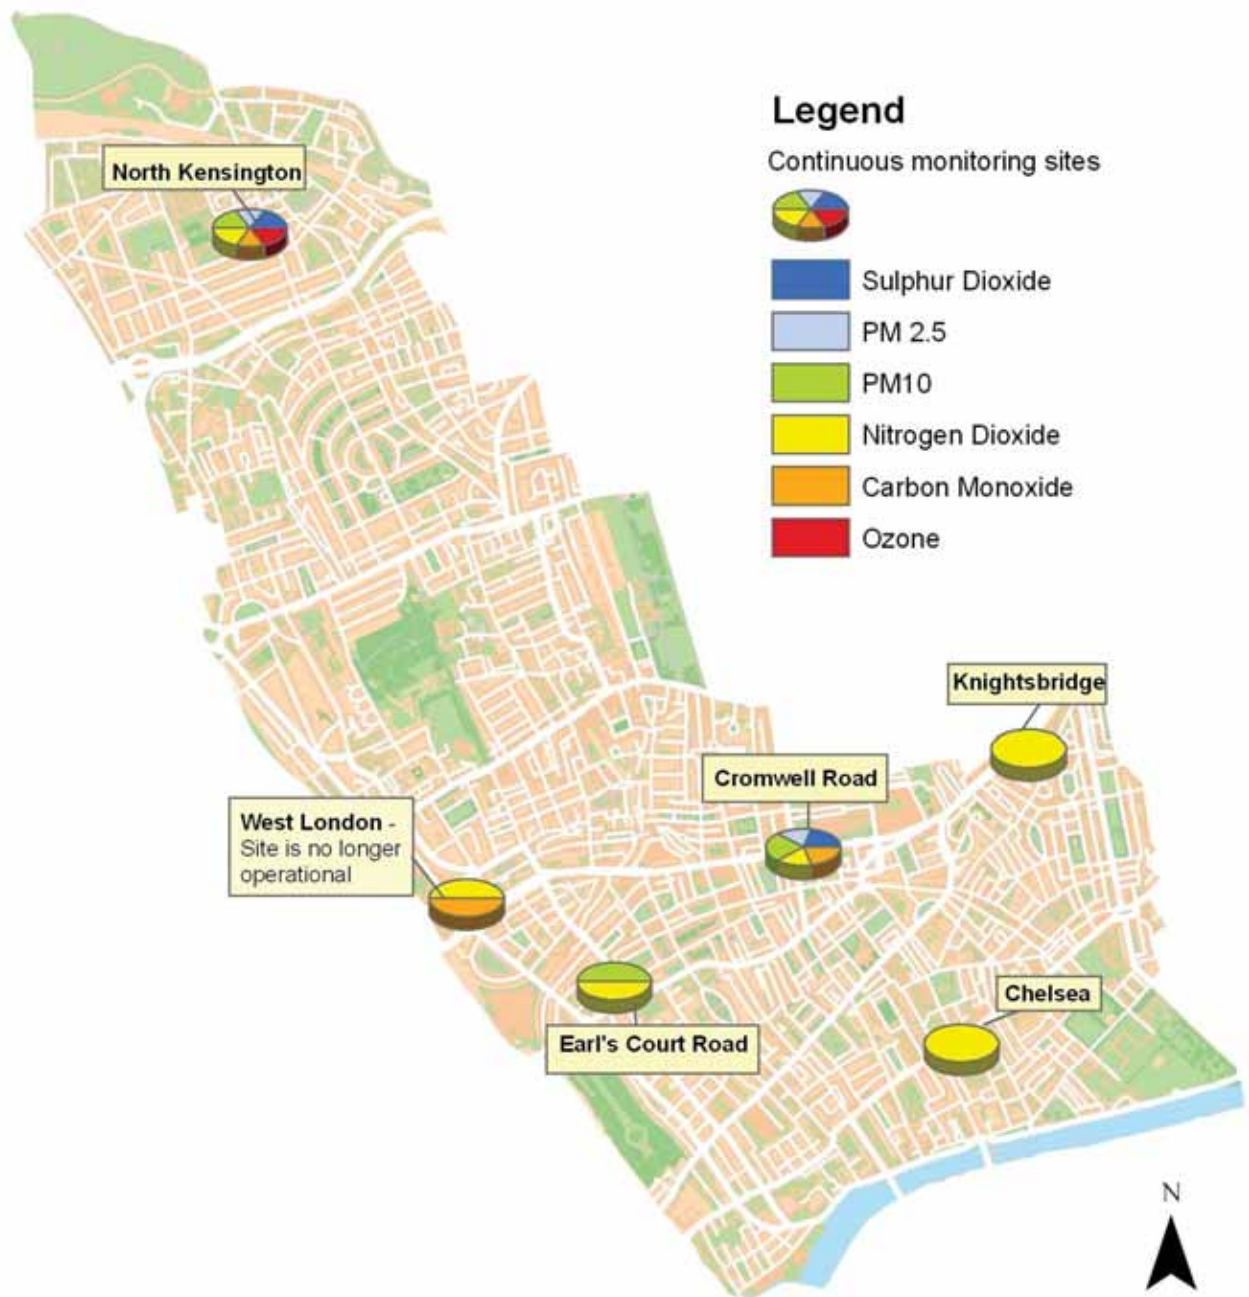 Legend
Continuous monitoring sites
Sulphur Dioxide
PM 2.5
PM10
Nitrogen Dioxide
Carbon Monoxide
Ozone
North Kensington
Knightsbridge
Cromwell Road
West London -
Site is no longer
operational
Chelsea
Earl's Court Road
N